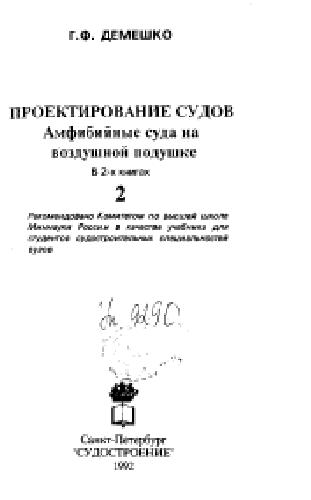 Г.Ф. ДЕМЕШКО
ПРОЕКТИРОВАНИЕ СУДОВ
Амфибийные суда на
воздушной подушке
В 2-х книгах
2
Рекомендовано Комитетом по высшей школе
Миннауки России в качестве учебника для
студентов судостроительных специальностей
вузов
9290
Санкт-Петербург
"СУДОСТРОЕНИЕ"
1992